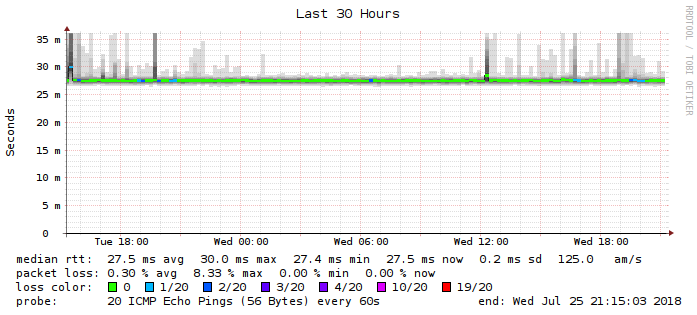 Last 30 Hours
RRDTOOL / TOBI OETIKER
Seconds
35 m
30 m
25 m
20 m
15 m
10 m
5 m
0
Tue 18:00 Wed 00:00 Wed 06:00 Wed 12:00 Wed 18:00
median rtt: 27.5 ms avg 30.0 ms max 27.4 ms min 27.5 ms now 0.2 ms sd 125.0 am/s
packet loss: 0.30 % avg 8.33 % max 0.00 % min 0.00 % now
loss color: 0 1/20 2/20 3/20 4/20 10/20 19/20
probe: 20 ICMP Echo Pings (56 Bytes) every 60s end: Wed Jul 25 21:15:03 2018